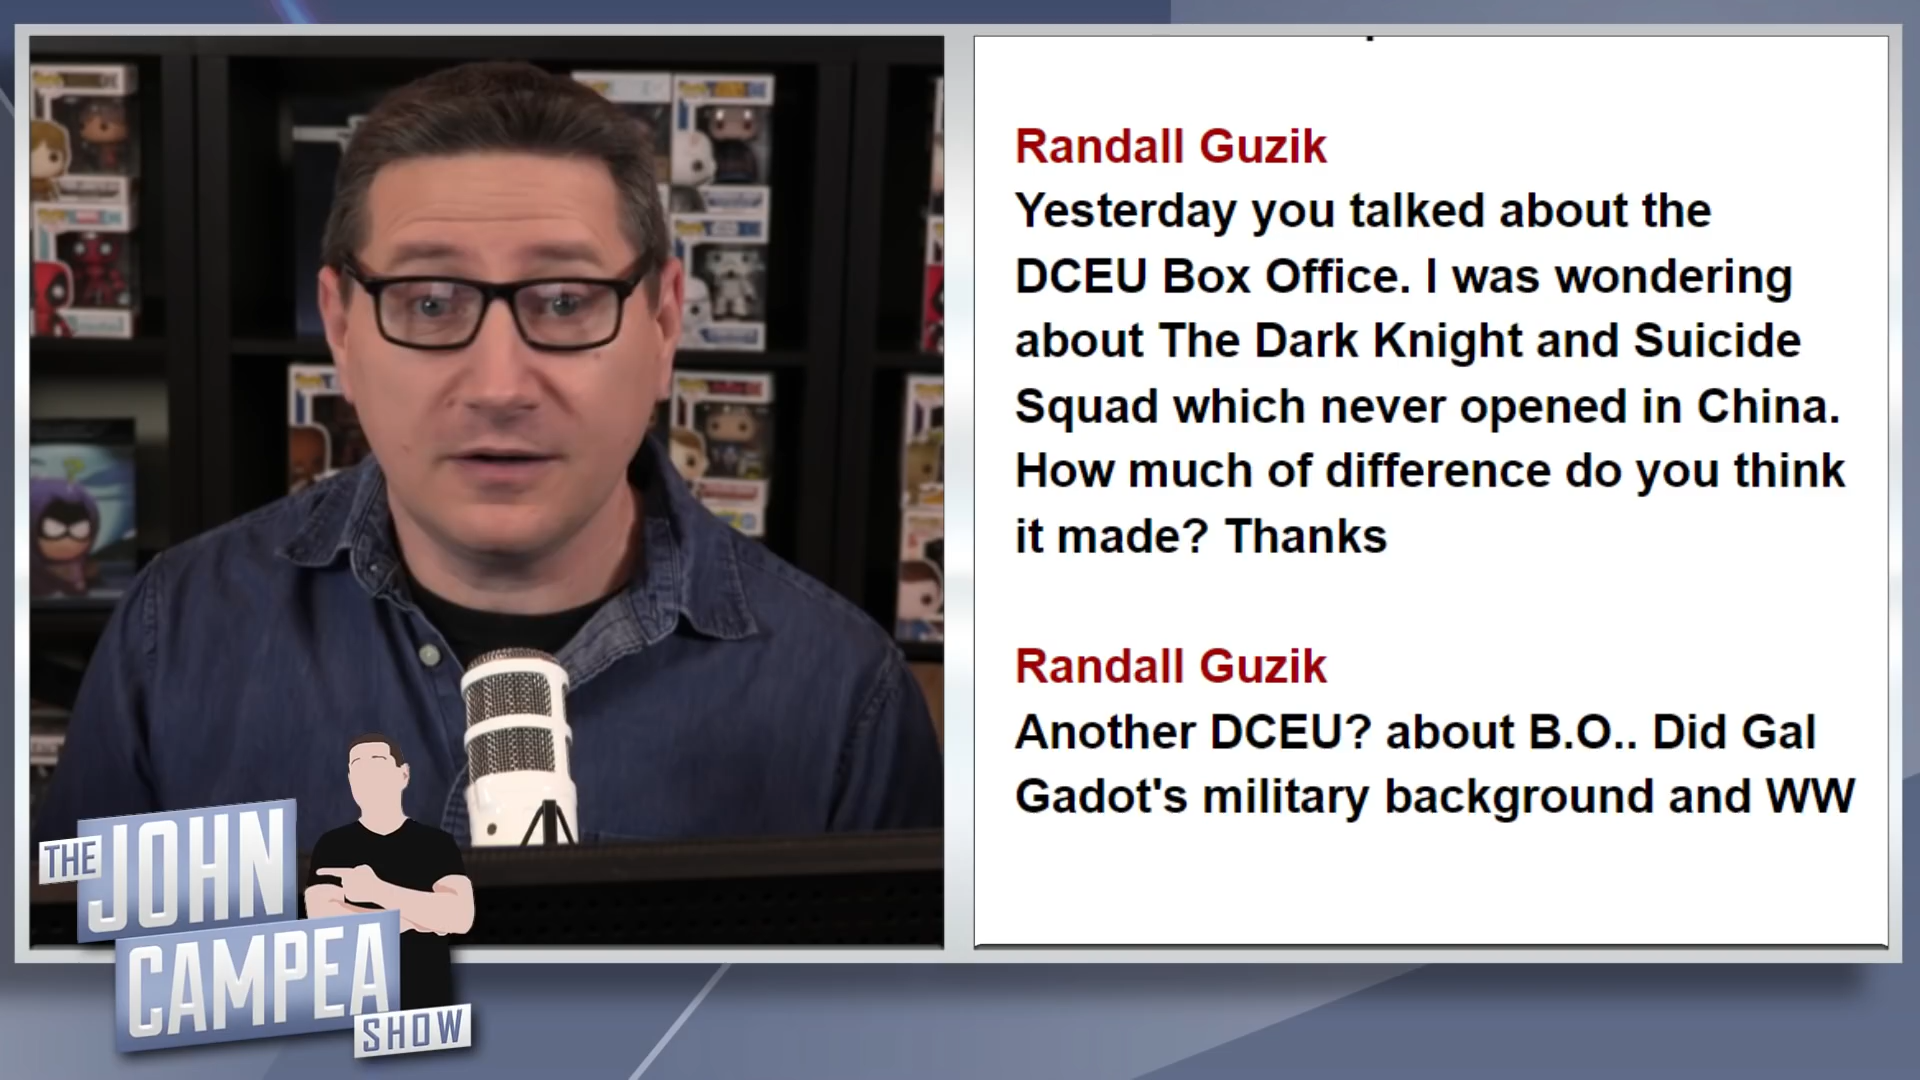 Randall Guzik
Yesterday you talked about the
DCEU Box Office. I was wondering
about The Dark Knight and Suicide
Squad which never opened in China.
How much of difference do you think
it made? Thanks
Randall Guzik
Another DCEU? about B.O.. Did Gal
Gadot's military background and WW
THE
JOHN
CAMPEA
SHOW